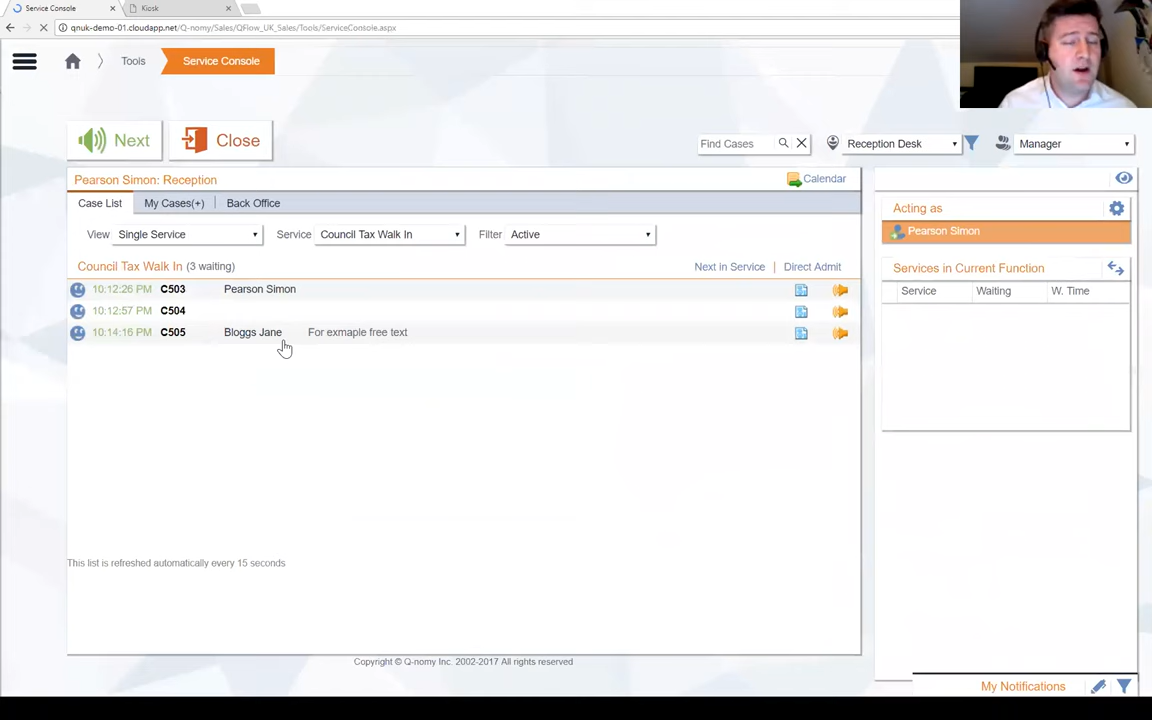 Service Console
Kiosk
qnuk-demo-01.cloudapp.net/Q-nomy/Sales/QFlow_UK_Sales/Tools/ServiceConsole.aspx
Tools
Service Console
Next
Close
Find Cases
Reception Desk
Manager
Pearson Simon: Reception
Calendar
Case List
My Cases(+)
Back Office
Acting as
Pearson Simon
View
Single Service
Service
Council Tax Walk In
Filter
Active
Council Tax Walk In (3 waiting)
Next in Service
Direct Admit
Services in Current Function
Service
Waiting
W. Time
10:12:26 PM C503 Pearson Simon
10:12:57 PM C504
10:14:16 PM C505 Bloggs Jane For exmaple free text
This list is refreshed automatically every 15 seconds
Copyright © Q-nomy Inc. 2002-2017 All rights reserved
My Notifications